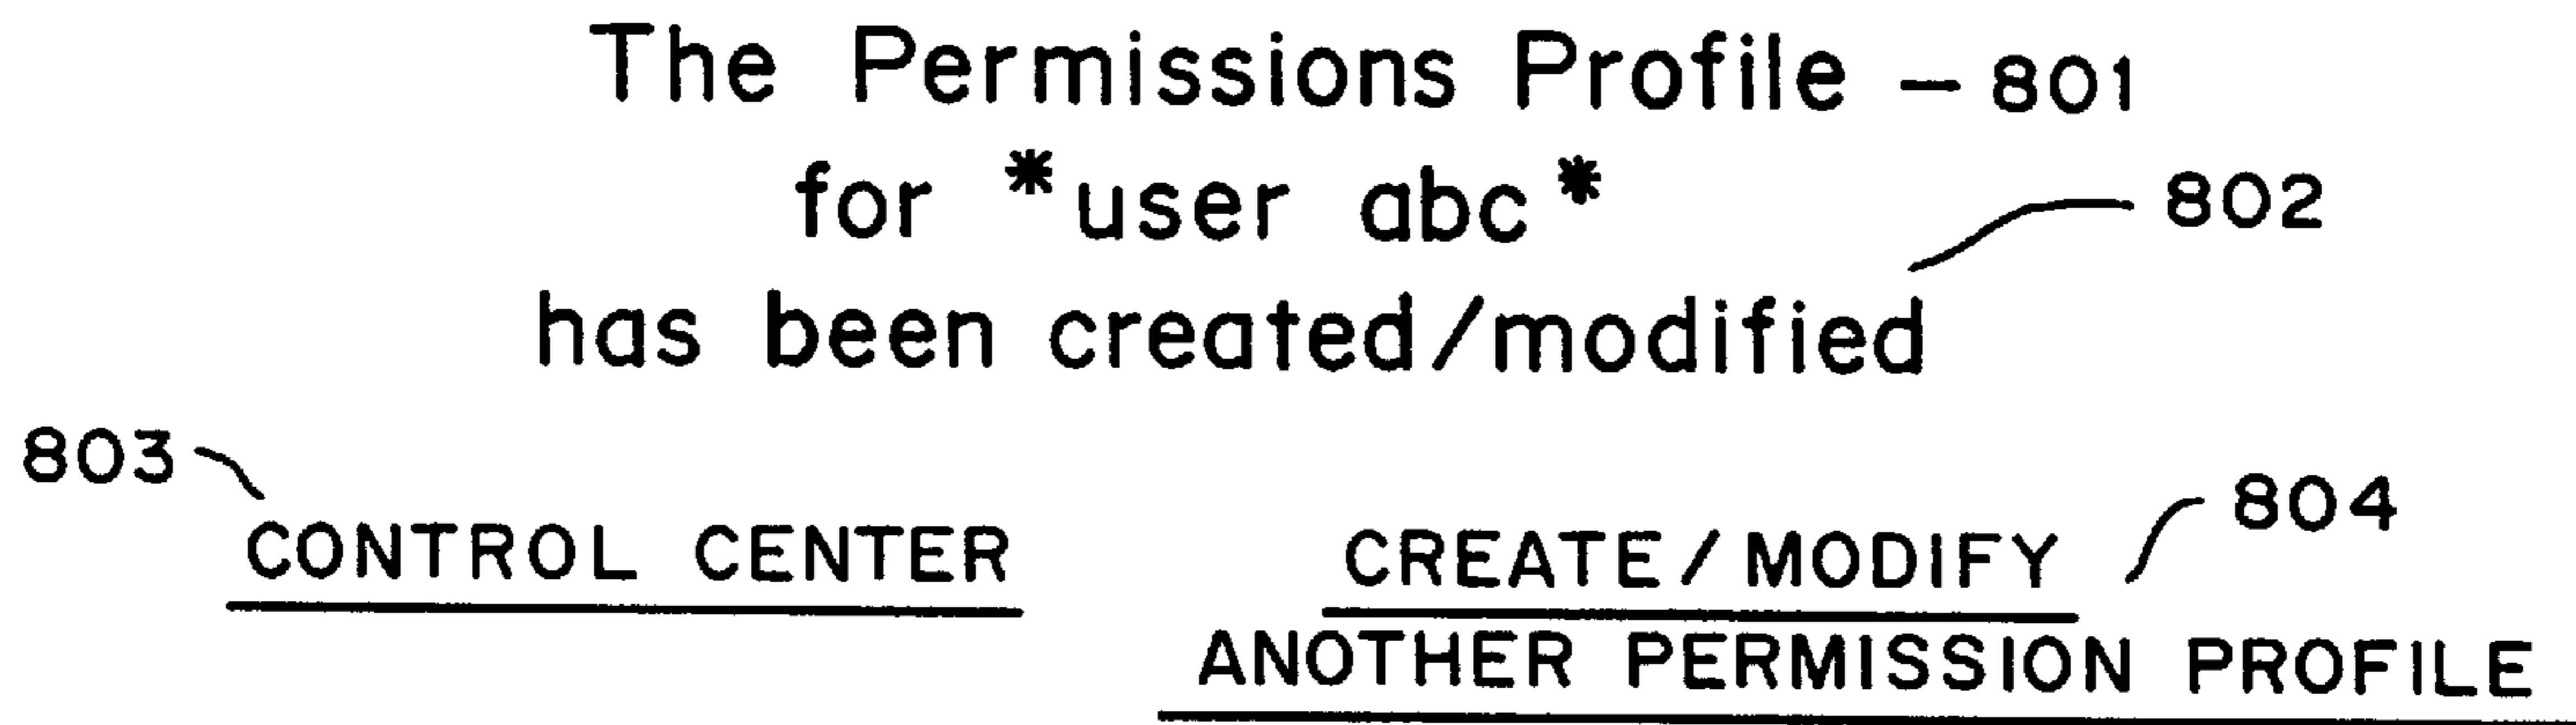 The Permissions Profile – 801
for *user abc*
802
has been created/modified
803
804
CONTROL CENTER
CREATE/MODIFY
ANOTHER PERMISSION PROFILE